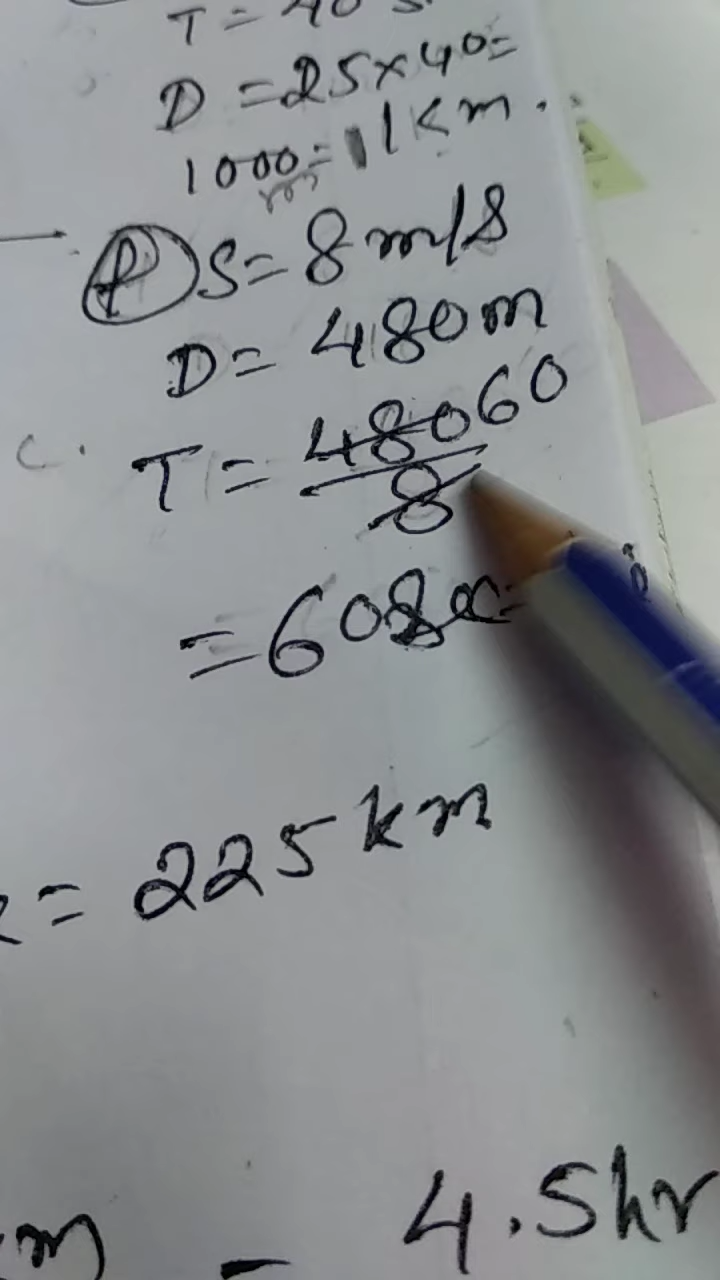 T = 40 s
D = 25×40=
1000 m = 1 km.
(f) S = 8 m/s
D = 480 m
T = 480 60
8
= 60 sec
= 225 km
m - 4.5 hr